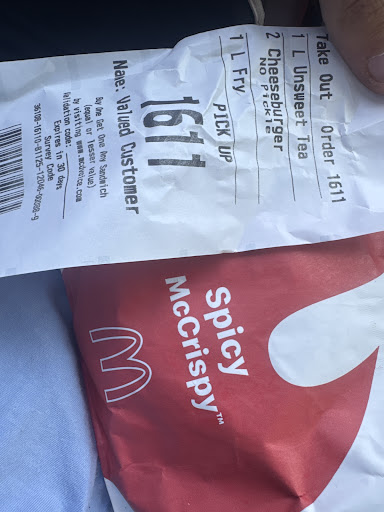 Take Out Order 1611
1 L Unsweet Tea
2 Cheeseburger
NO PICKLE
1 L Fry
PICK UP
1611
Name: Valued Customer
Buy One Get One Any Sandwich
(equal or lesser value)
by visiting www.mcdvoice.com
Validation code:
Expires in 30 days
Survey Code
Spicy
McCrispy™